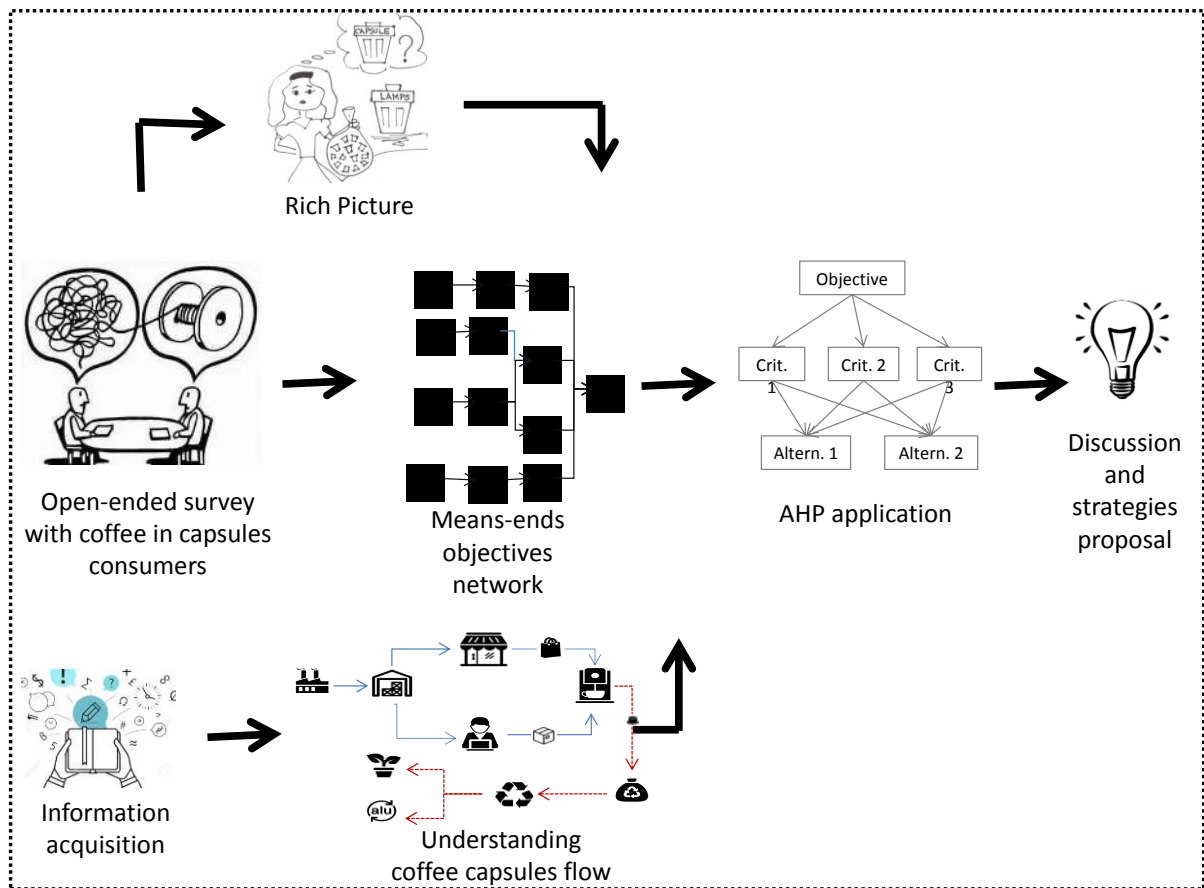 CAPSULE
?
LAMPS
Rich Picture
Open-ended survey
with coffee in capsules
consumers
Means-ends
objectives
network
Objective
Crit.
1
Crit. 2
Crit.
3
Altern. 1
Altern. 2
AHP application
Discussion
and
strategies
proposal
!
?
Information
acquisition
alu
Understanding
coffee capsules flow